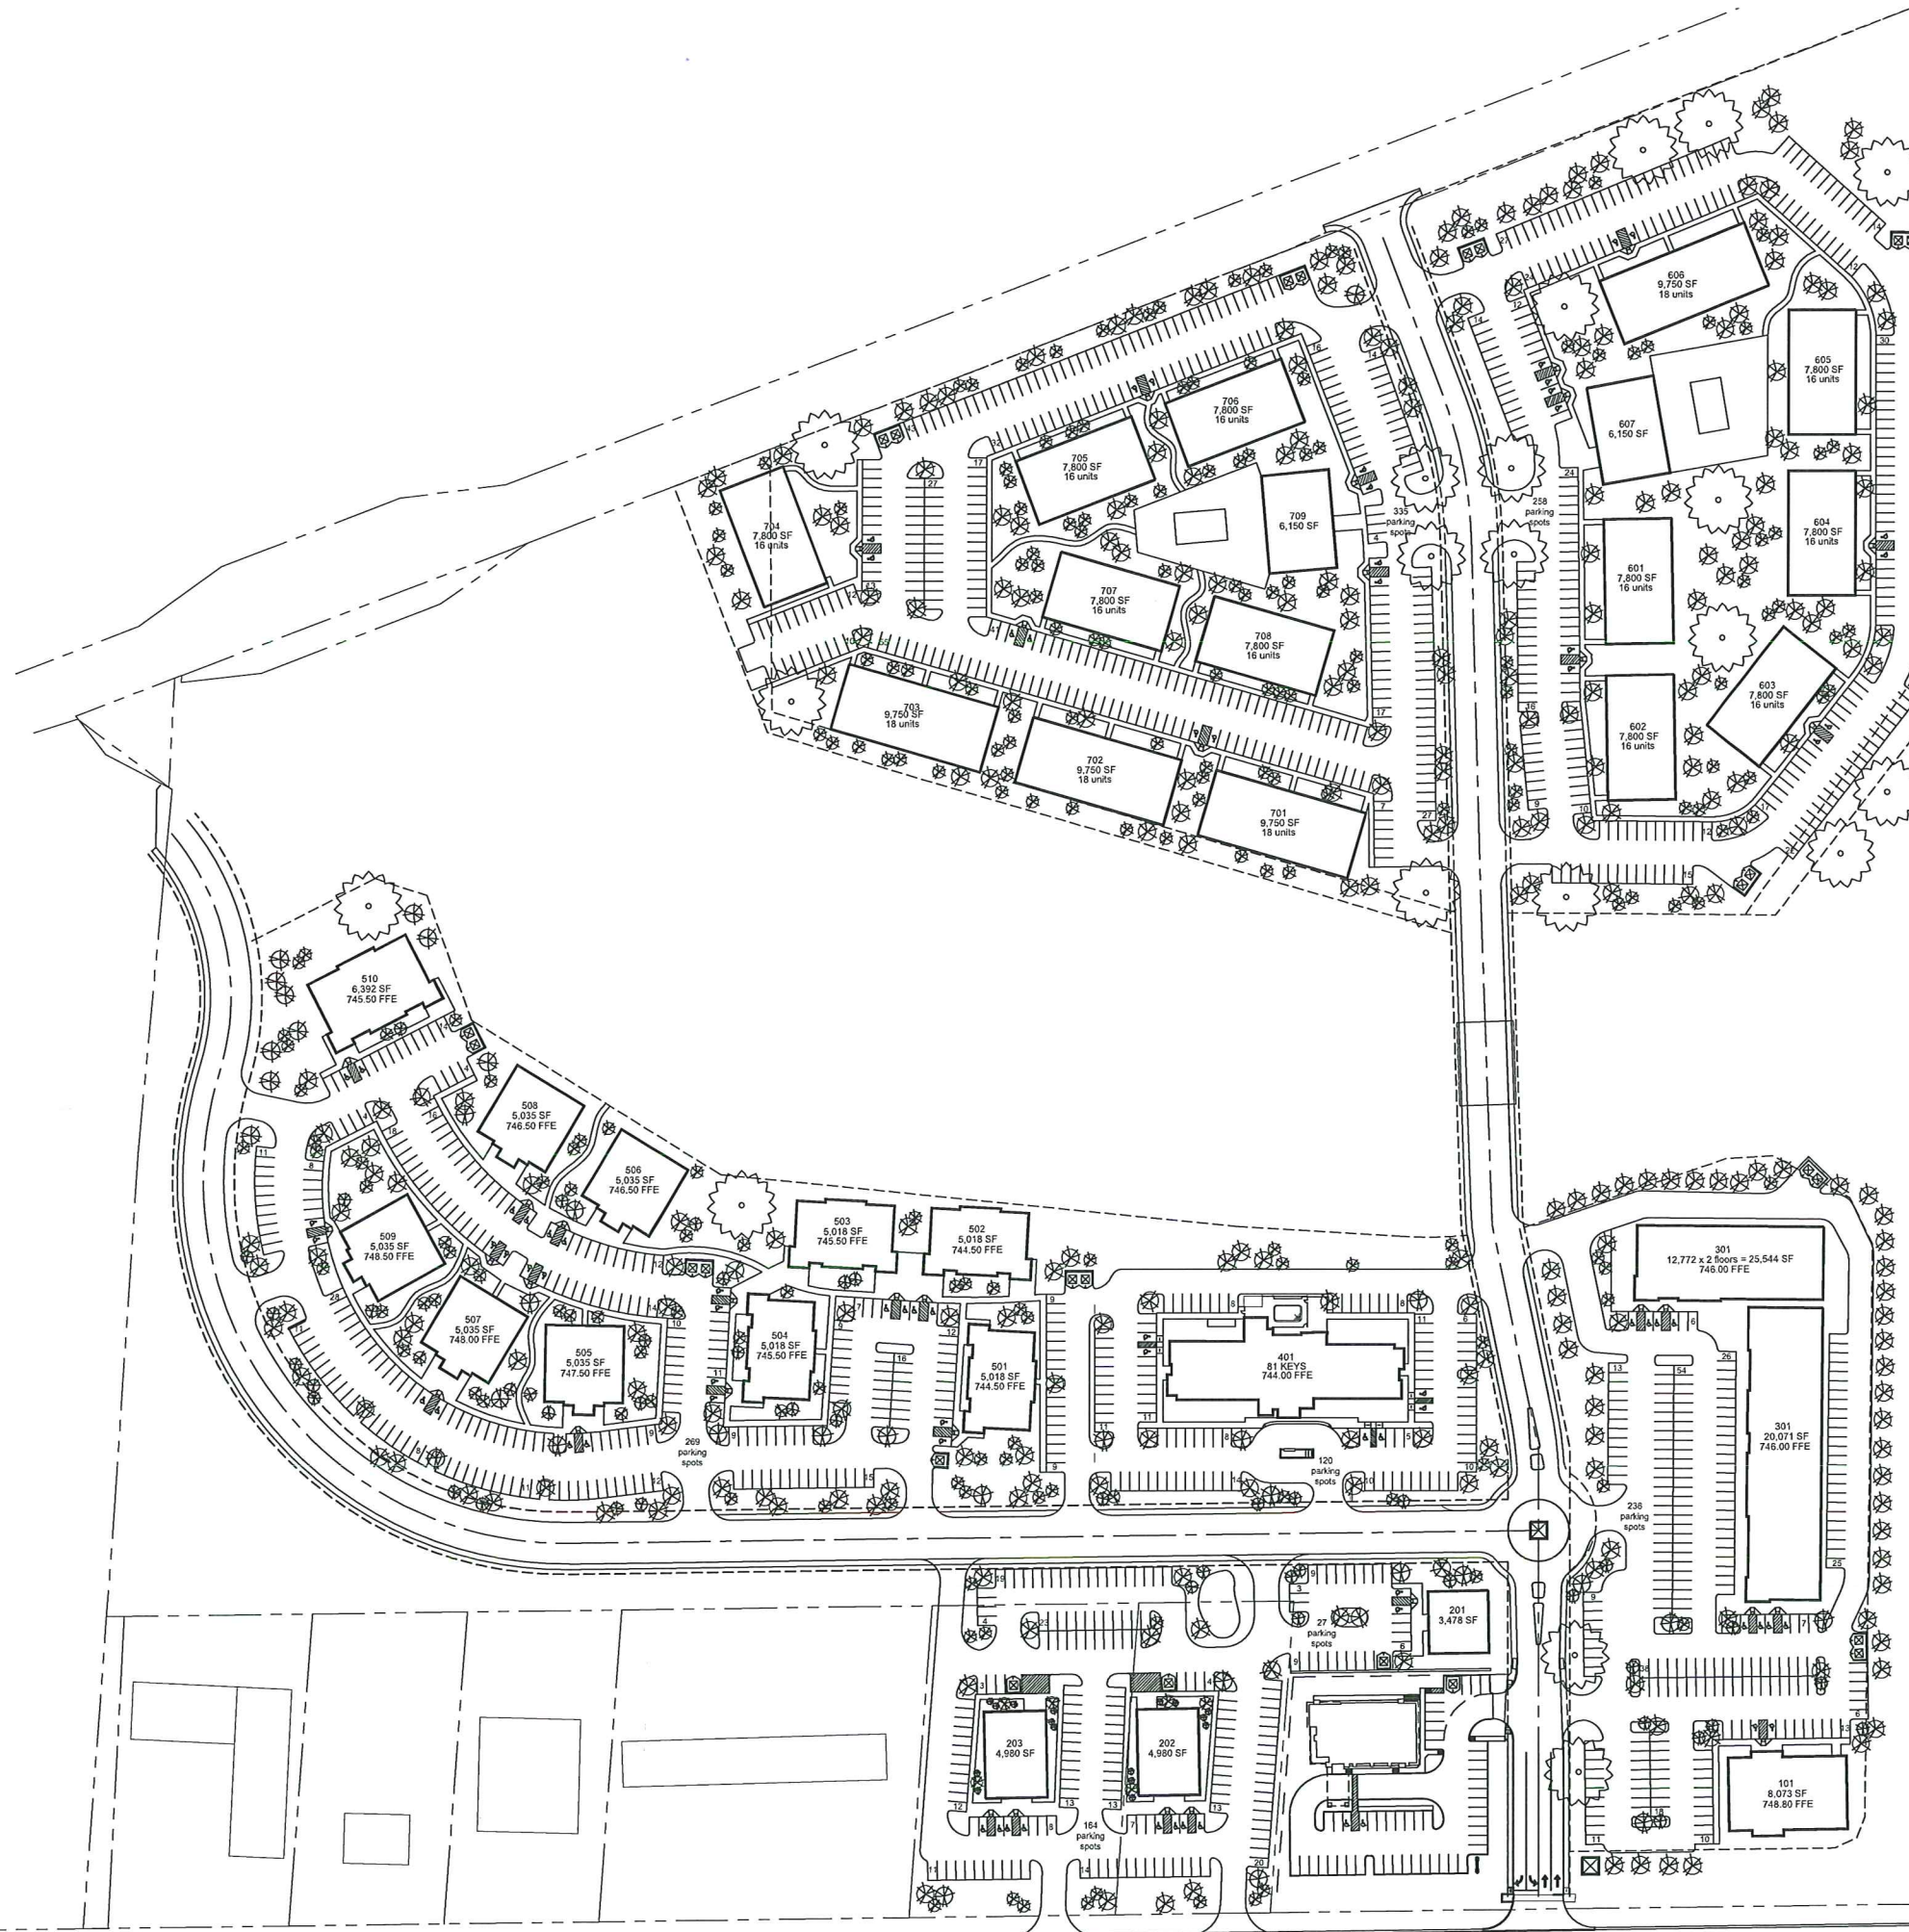 606
9,750 SF
18 units
605
7,800 SF
16 units
607
6,150 SF
604
7,800 SF
16 units
601
7,800 SF
16 units
602
7,800 SF
16 units
603
7,800 SF
16 units
258
parking
spots
335
parking
spots
706
7,800 SF
16 units
705
7,800 SF
16 units
709
6,150 SF
704
7,800 SF
16 units
707
7,800 SF
16 units
708
7,800 SF
16 units
703
9,750 SF
18 units
702
9,750 SF
18 units
701
9,750 SF
18 units
510
6,392 SF
745.50 FFE
508
5,035 SF
746.50 FFE
506
5,035 SF
746.50 FFE
509
5,035 SF
748.50 FFE
507
5,035 SF
748.00 FFE
505
5,035 SF
747.50 FFE
503
5,018 SF
745.50 FFE
502
5,018 SF
744.50 FFE
504
5,018 SF
745.50 FFE
501
5,018 SF
744.50 FFE
269
parking
spots
401
81 KEYS
744.00 FFE
120
parking
spots
301
12,772 x 2 floors = 25,544 SF
746.00 FFE
301
20,071 SF
746.00 FFE
238
parking
spots
201
3,478 SF
27
parking
spots
203
4,980 SF
202
4,980 SF
164
parking
spots
101
8,073 SF
748.80 FFE